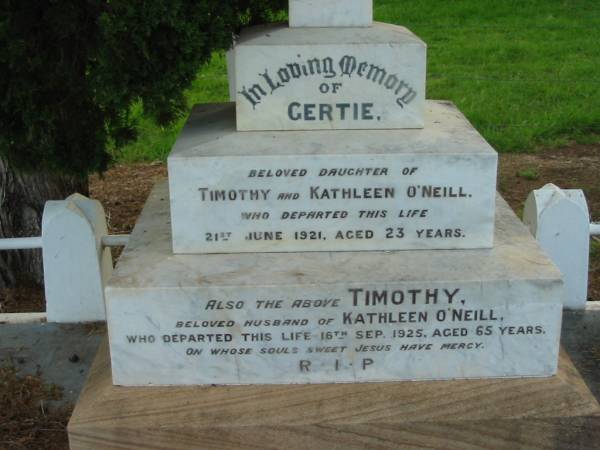 In Loving Memory
OF
GERTIE,
BELOVED DAUGHTER OF
TIMOTHY AND KATHLEEN O'NEILL.
WHO DEPARTED THIS LIFE
21ST JUNE 1921, AGED 23 YEARS.
ALSO THE ABOVE TIMOTHY,
BELOVED HUSBAND OF KATHLEEN O'NEILL,
WHO DEPARTED THIS LIFE 16TH SEP. 1925, AGED 65 YEARS.
ON WHOSE SOULS SWEET JESUS HAVE MERCY.
R · I · P